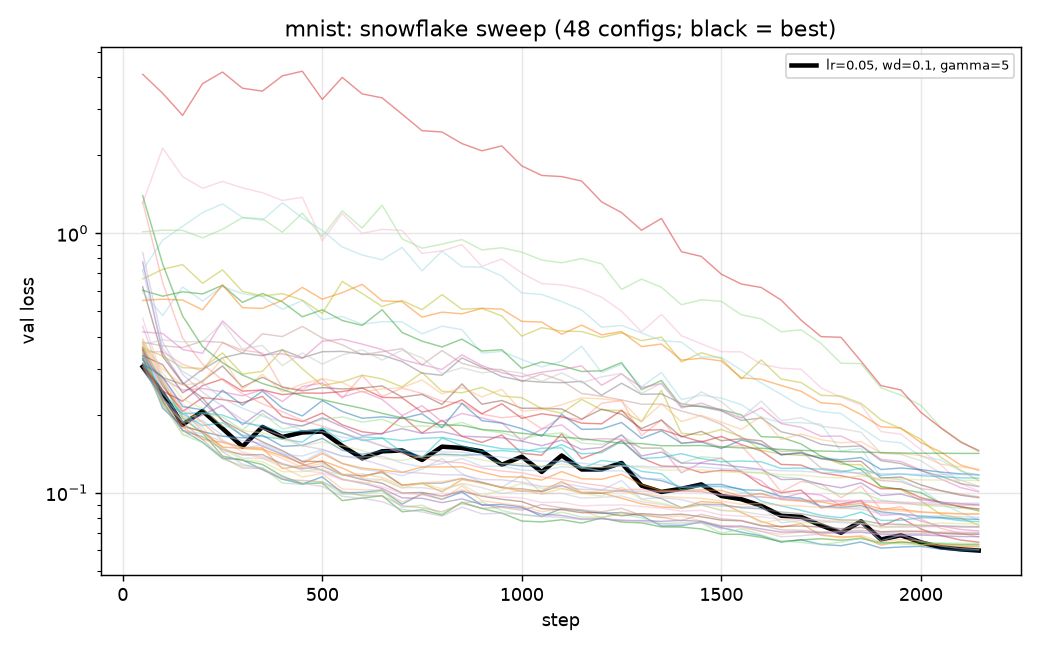 mnist: snowflake sweep (48 configs; black = best)
lr=0.05, wd=0.1, gamma=5
val loss
10⁰
10⁻¹
0
500
1000
1500
2000
step